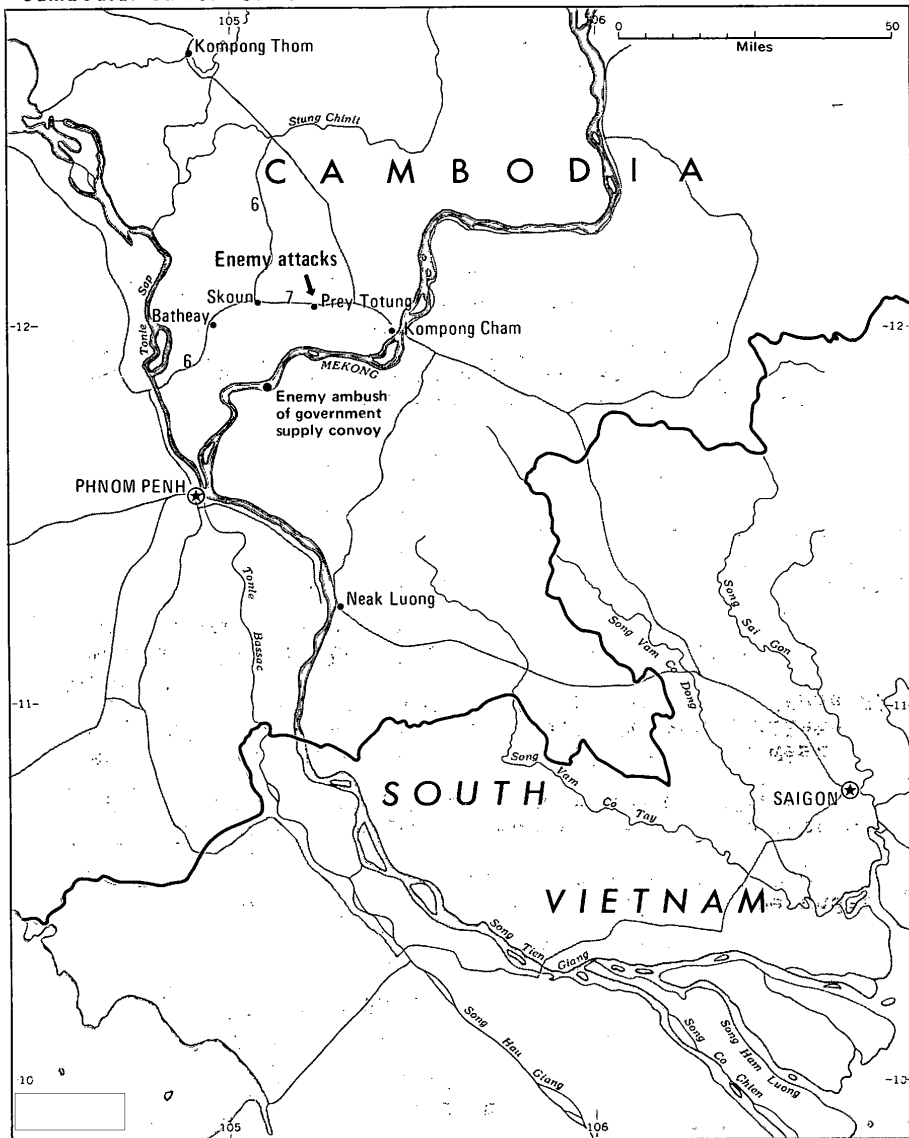 105
106
0 50
Miles
Kompong Thom
Stung Chinit
CAMBODIA
6
Enemy attacks
Tonle Sap
Skoun
7
Prey Totung
Batheay
-12
-12-
Kompong Cham
6
MEKONG
Enemy ambush
of government
supply convoy
PHNOM PENH
Tonle Bassac
Neak Luong
Song Vam Co Dong
Song Sai Gon
-11-
-11-
SOUTH
Song Vam Co Tay
SAIGON
VIETNAM
Song Tien Giang
Song Hau Giang
Song Ham Luong
Song Co Chien
-10
-10-
105
106